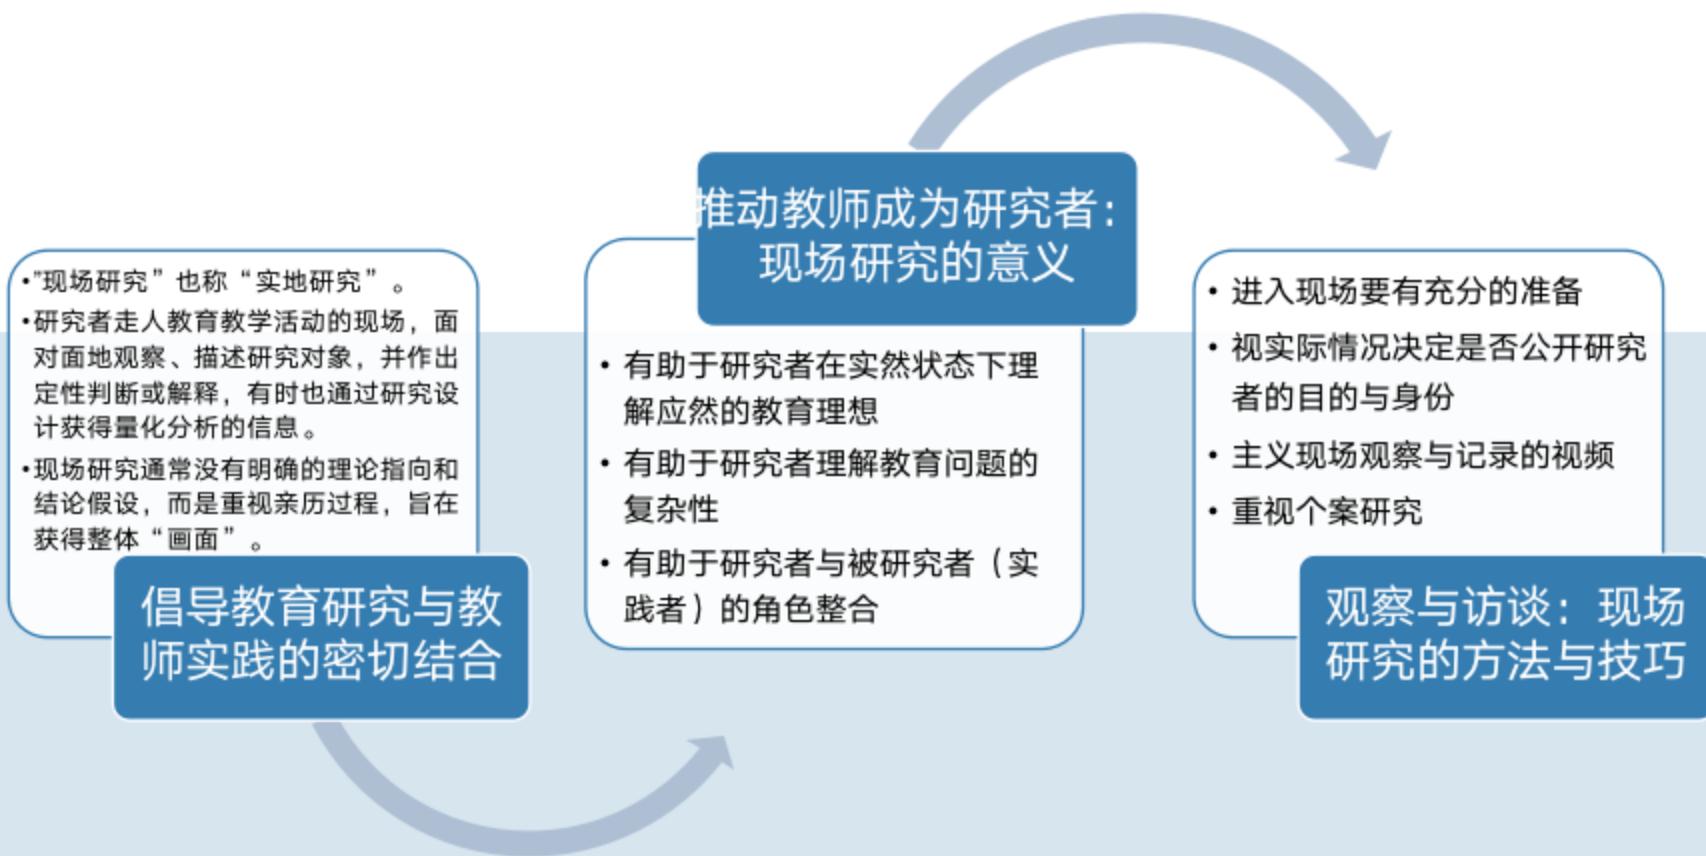 •”现场研究”也称“实地研究”。
•研究者走人教育教学活动的现场，面
对面地观察、描述研究对象，并作出
定性判断或解释，有时也通过研究设
计获得量化分析的信息。
•现场研究通常没有明确的理论指向和
结论假设，而是重视亲历过程，旨在
获得整体“画面”。
倡导教育研究与教
师实践的密切结合
推动教师成为研究者：
现场研究的意义
• 有助于研究者在实然状态下理
解应然的教育理想
• 有助于研究者理解教育问题的
复杂性
• 有助于研究者与被研究者（实
践者）的角色整合
• 进入现场要有充分的准备
• 视实际情况决定是否公开研究
者的目的与身份
• 主义现场观察与记录的视频
• 重视个案研究
观察与访谈：现场
研究的方法与技巧